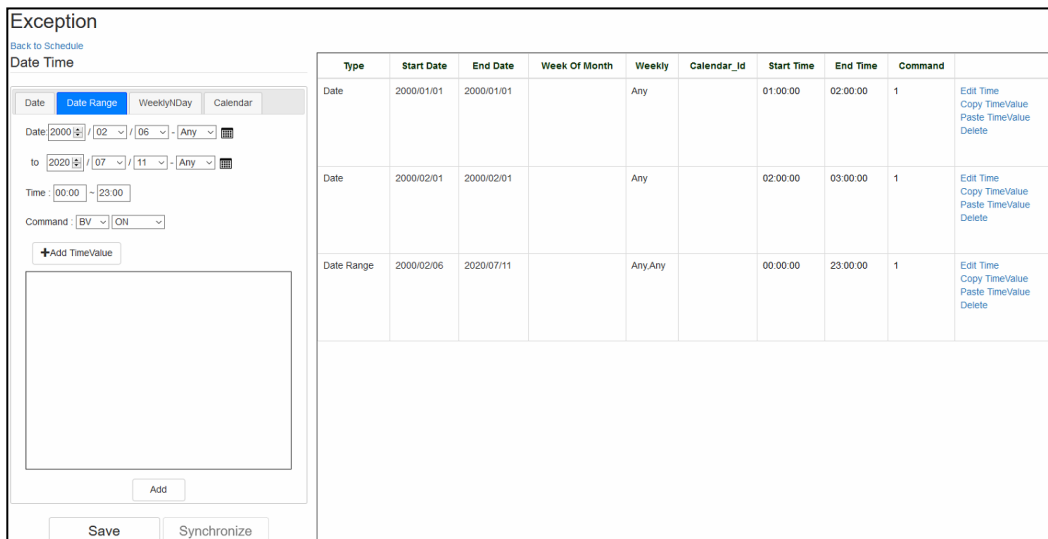 Exception
Back to Schedule
Date Time
Date Date Range WeeklyNDay Calendar
Date: 2000 / 02 / 06 - Any
to 2020 / 07 / 11 - Any
Time : 00:00 ~ 23:00
Command : BV ON
+Add TimeValue
Add
Save Synchronize
Type Start Date End Date Week Of Month Weekly Calendar_Id Start Time End Time Command
Date 2000/01/01 2000/01/01 Any 01:00:00 02:00:00 1 Edit Time
Copy TimeValue
Paste TimeValue
Delete
Date 2000/02/01 2000/02/01 Any 02:00:00 03:00:00 1 Edit Time
Copy TimeValue
Paste TimeValue
Delete
Date Range 2000/02/06 2020/07/11 Any,Any 00:00:00 23:00:00 1 Edit Time
Copy TimeValue
Paste TimeValue
Delete